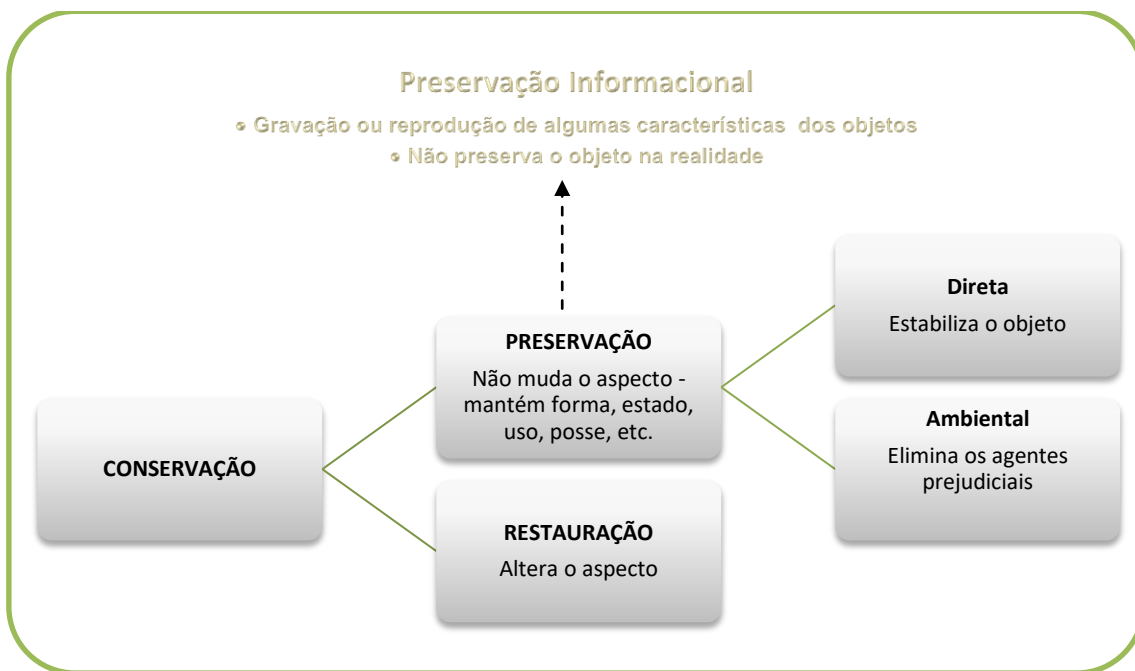 Preservação Informacional
• Gravação ou reprodução de algumas características dos objetos
• Não preserva o objeto na realidade
CONSERVAÇÃO
PRESERVAÇÃO
Não muda o aspecto -
mantém forma, estado,
uso, posse, etc.
RESTAURAÇÃO
Altera o aspecto
Direta
Estabiliza o objeto
Ambiental
Elimina os agentes
prejudiciais